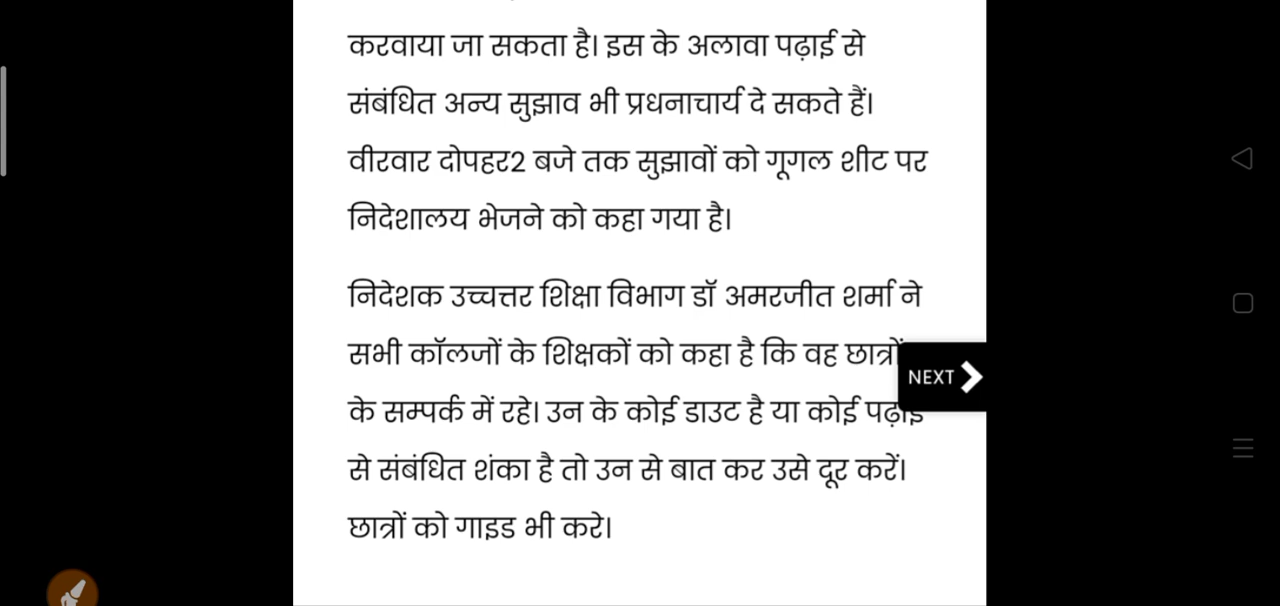 करवाया जा सकता है। इस के अलावा पढ़ाई से
संबंधित अन्य सुझाव भी प्रधनाचार्य दे सकते हैं।
वीरवार दोपहर2 बजे तक सुझावों को गूगल शीट पर
निदेशालय भेजने को कहा गया है।
निदेशक उच्चत्तर शिक्षा विभाग डॉ अमरजीत शर्मा ने
सभी कॉलजों के शिक्षकों को कहा है कि वह छात्रों
NEXT
के सम्पर्क में रहे। उन के कोई डाउट है या कोई पढ़ाई
से संबंधित शंका है तो उन से बात कर उसे दूर करें।
छात्रों को गाइड भी करे।